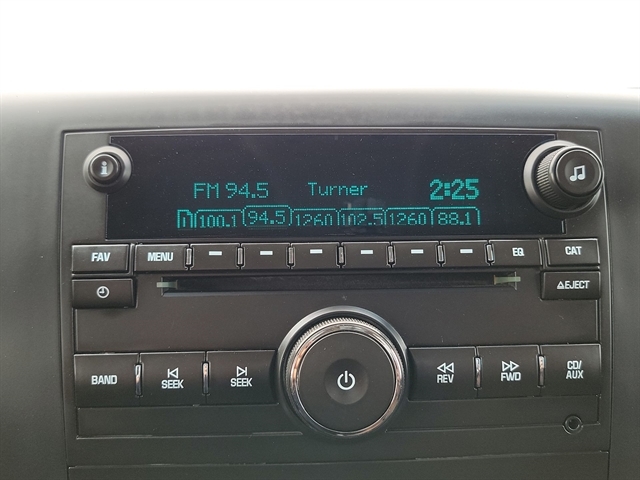 FM 94.5 Turner 2:25
100.1 94.5 1260 102.5 1260 88.1
FAV MENU EQ CAT
EJECT
BAND SEEK SEEK REV FWD CD/
AUX